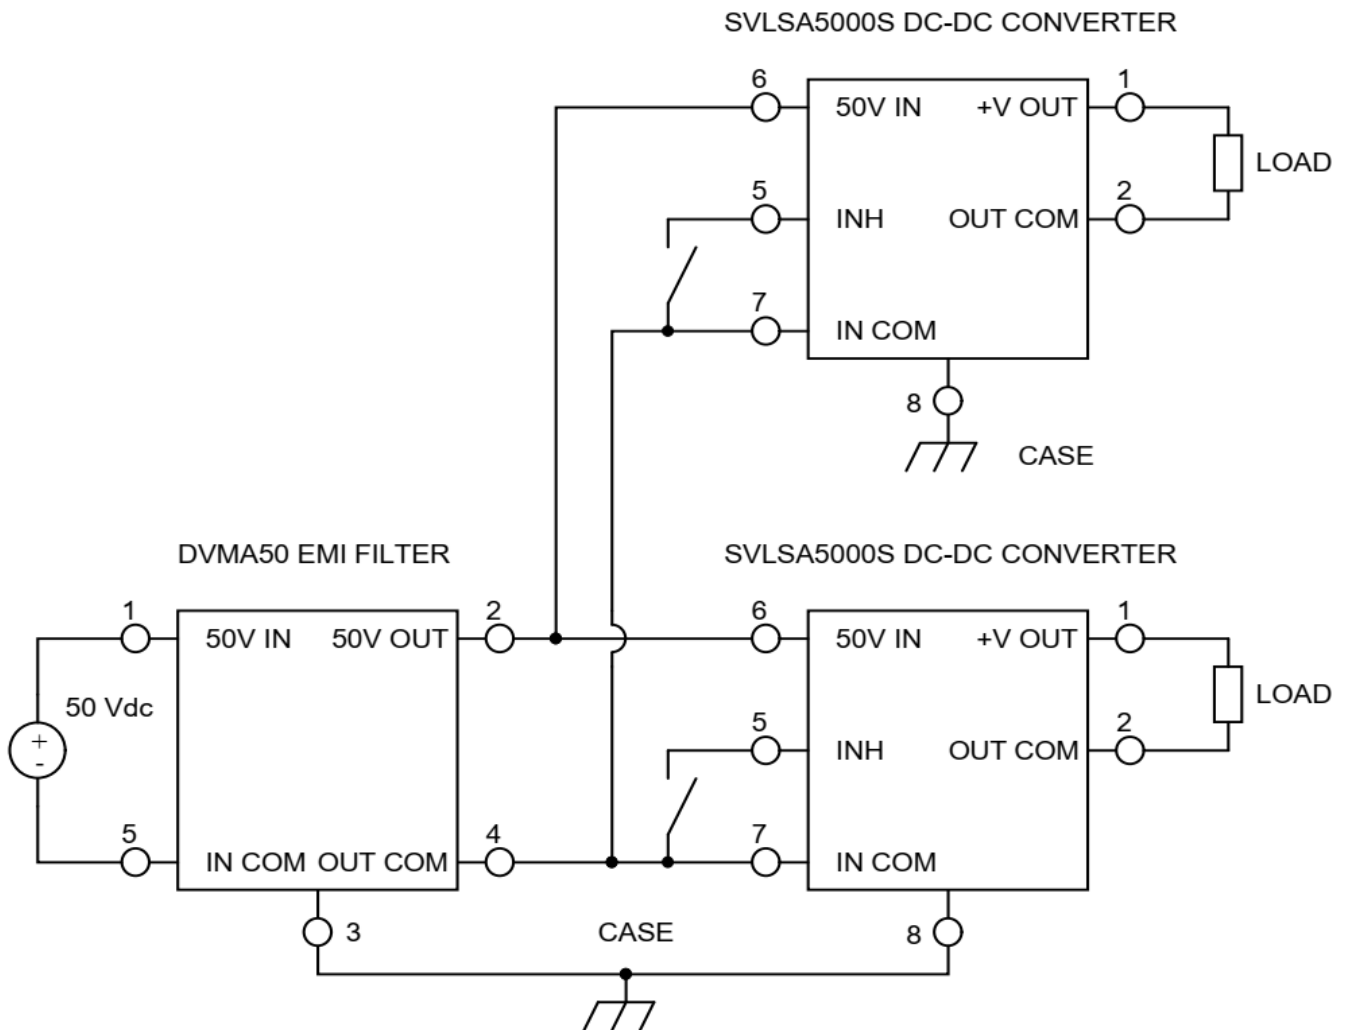 SVLSA5000S DC-DC CONVERTER
6 50V IN +V OUT 1
LOAD
5 INH OUT COM 2
7 IN COM
8
CASE
DVMA50 EMI FILTER
SVLSA5000S DC-DC CONVERTER
1 50V IN 50V OUT 2
6 50V IN +V OUT 1
50 Vdc
+
-
LOAD
5 INH OUT COM 2
5 IN COM OUT COM 4
7 IN COM
3
CASE
8